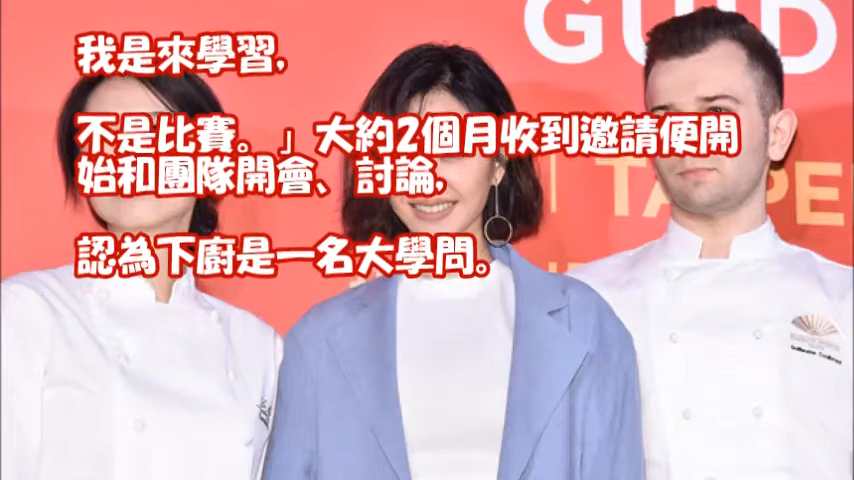 GUID
我是來學習,
不是比賽。」大約2個月收到邀請便開
始和團隊開會、討論,
認為下廚是一名大學問。